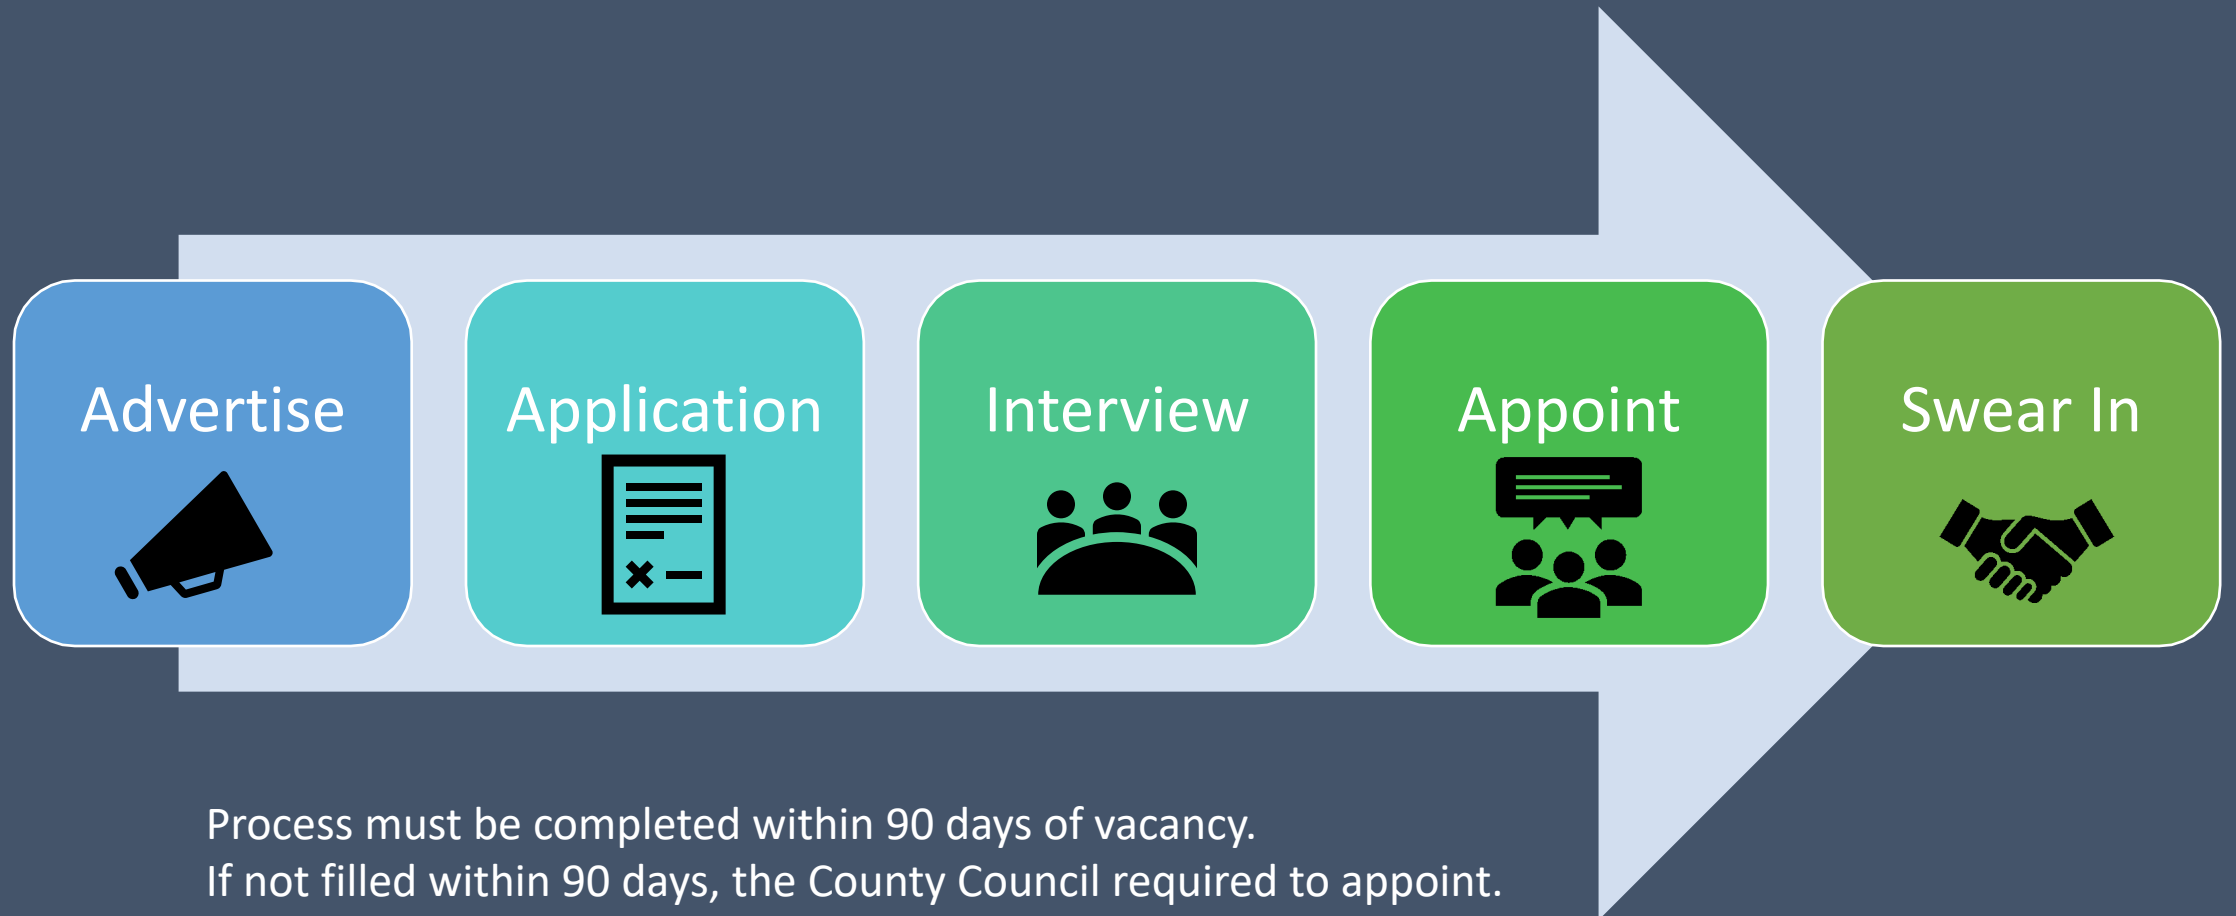 Advertise
Application
Interview
Appoint
Swear In
Process must be completed within 90 days of vacancy.
If not filled within 90 days, the County Council required to appoint.